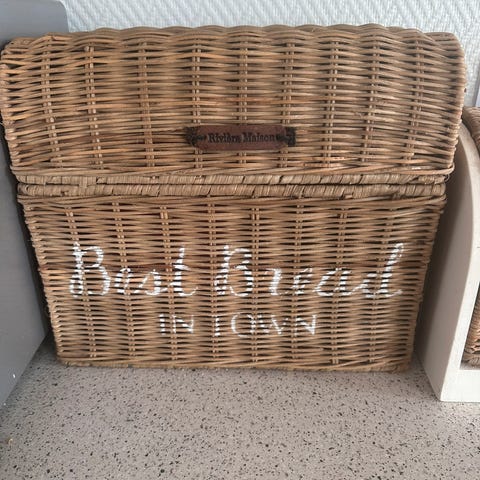 Rivièra Maison
Best Bread
IN TOWN